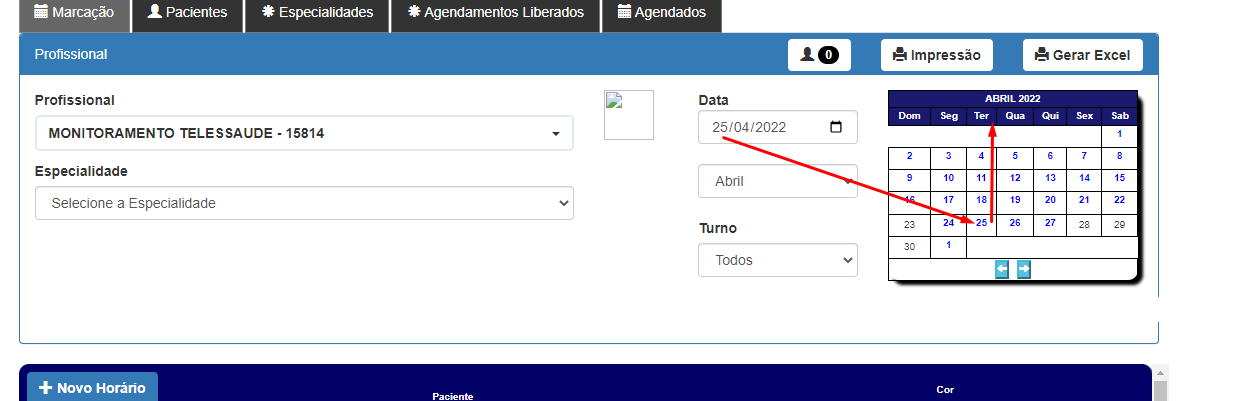 Marcação Pacientes Especialidades Agendamentos Liberados Agendados
Profissional 0 Impressão Gerar Excel
Profissional
MONITORAMENTO TELESSAUDE - 15814
Especialidade
Selecione a Especialidade
Data
25/04/2022
Abril
Turno
Todos
ABRIL 2022
Dom Seg Ter Qua Qui Sex Sab
1
2 3 4 5 6 7 8
9 10 11 12 13 14 15
16 17 18 19 20 21 22
23 24 25 26 27 28 29
30 1
Novo Horário Paciente Cor